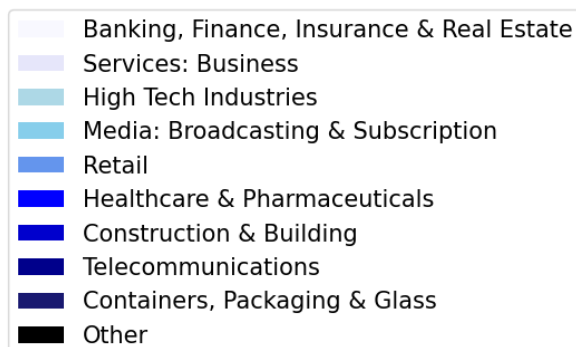 Banking, Finance, Insurance & Real Estate
Services: Business
High Tech Industries
Media: Broadcasting & Subscription
Retail
Healthcare & Pharmaceuticals
Construction & Building
Telecommunications
Containers, Packaging & Glass
Other